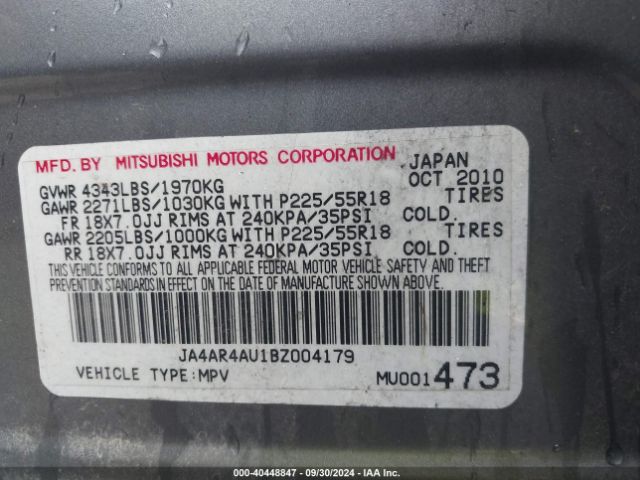 MFD. BY MITSUBISHI MOTORS CORPORATION JAPAN
GVWR 4343LBS/1970KG OCT 2010
GAWR 2271LBS/1030KG WITH P225/55R18 TIRES
FR 18X7.0JJ RIMS AT 240KPA/35PSI COLD.
GAWR 2205LBS/1000KG WITH P225/55R18 TIRES
RR 18X7.0JJ RIMS AT 240KPA/35PSI COLD.
THIS VEHICLE CONFORMS TO ALL APPLICABLE FEDERAL MOTOR VEHICLE SAFETY AND THEFT
PREVENTION STANDARDS IN EFFECT ON THE DATE OF MANUFACTURE SHOWN ABOVE.
JA4AR4AU1BZ004179
VEHICLE TYPE:MPV MU001473
000-40448847 - 09/30/2024 - IAA Inc.